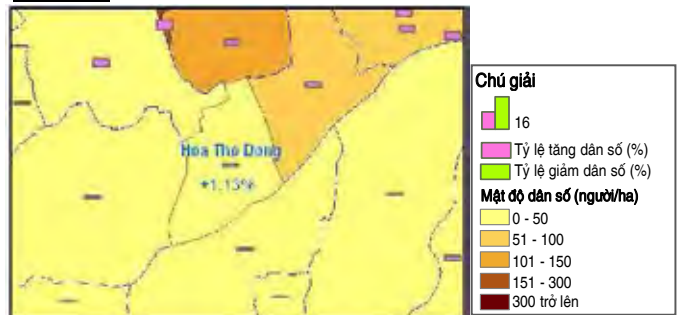 Hoa Tho Dong
+1.13%
Chú giải
16
Tỷ lệ tăng dân số (%)
Tỷ lệ giảm dân số (%)
Mật độ dân số (người/ha)
0 - 50
51 - 100
101 - 150
151 - 300
300 trở lên